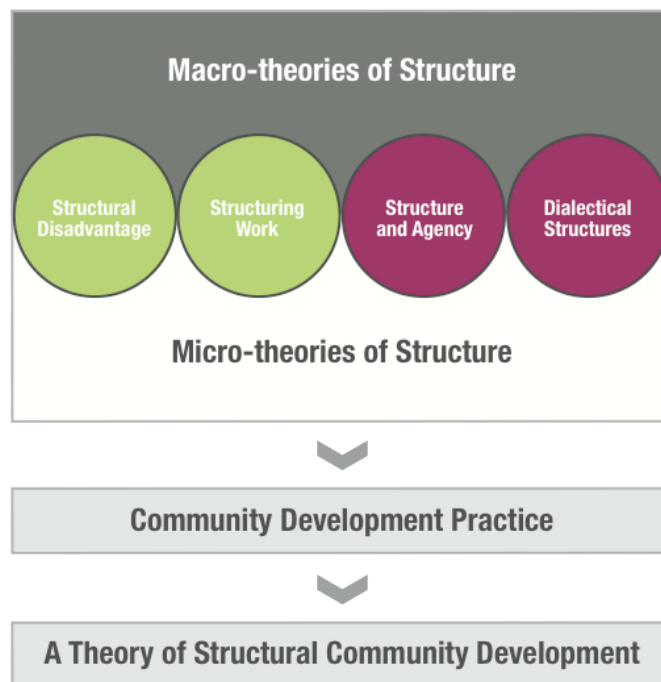 Macro-theories of Structure
Structural
Disadvantage
Structuring
Work
Structure
and Agency
Dialectical
Structures
Micro-theories of Structure
Community Development Practice
A Theory of Structural Community Development